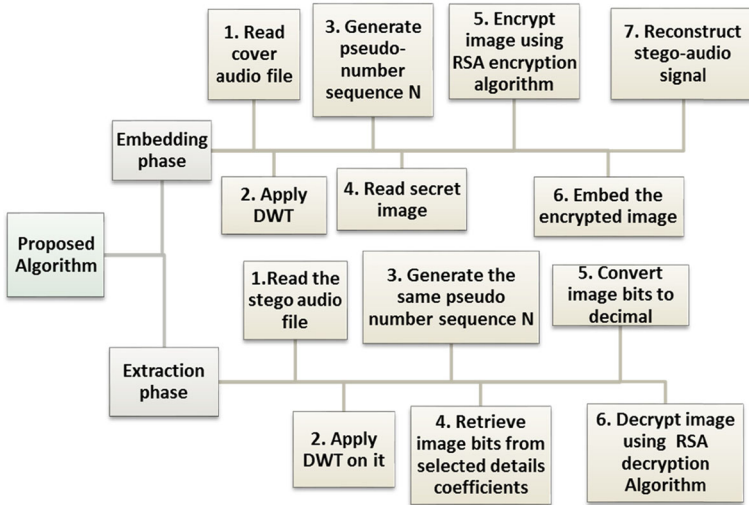 Proposed
Algorithm
Embedding
phase
1. Read
cover
audio file
2. Apply
DWT
3. Generate
pseudo-
number
sequence N
4. Read secret
image
5. Encrypt
image using
RSA encryption
algorithm
6. Embed the
encrypted image
7. Reconstruct
stego-audio
signal
Extraction
phase
1.Read the
stego audio
file
2. Apply
DWT on it
3. Generate the
same pseudo
number sequence N
4. Retrieve
image bits from
selected details
coefficients
5. Convert
image bits to
decimal
6. Decrypt image
using RSA
decryption
Algorithm